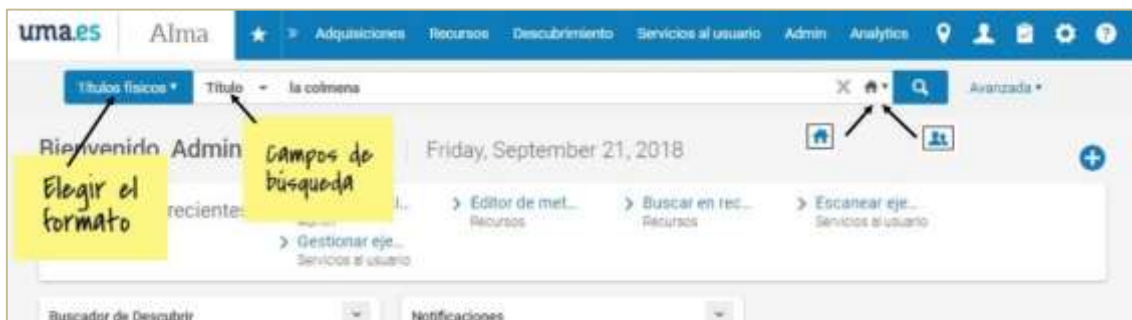 uma.es Alma Adquisiciones Recursos Descubrimiento Servicios al usuario Admin Analytics
Títulos físicos Título la colmena Avanzada
Bienvenido, Admin Friday, September 21, 2018
Elegir el
formato
Campos de
búsqueda
recientes
Editor de met... Buscar en rec... Escanear eje...
Recursos Recursos Servicios al usuario
Gestionar eje...
Servicios al usuario
Buscador de Descubrir Notificaciones